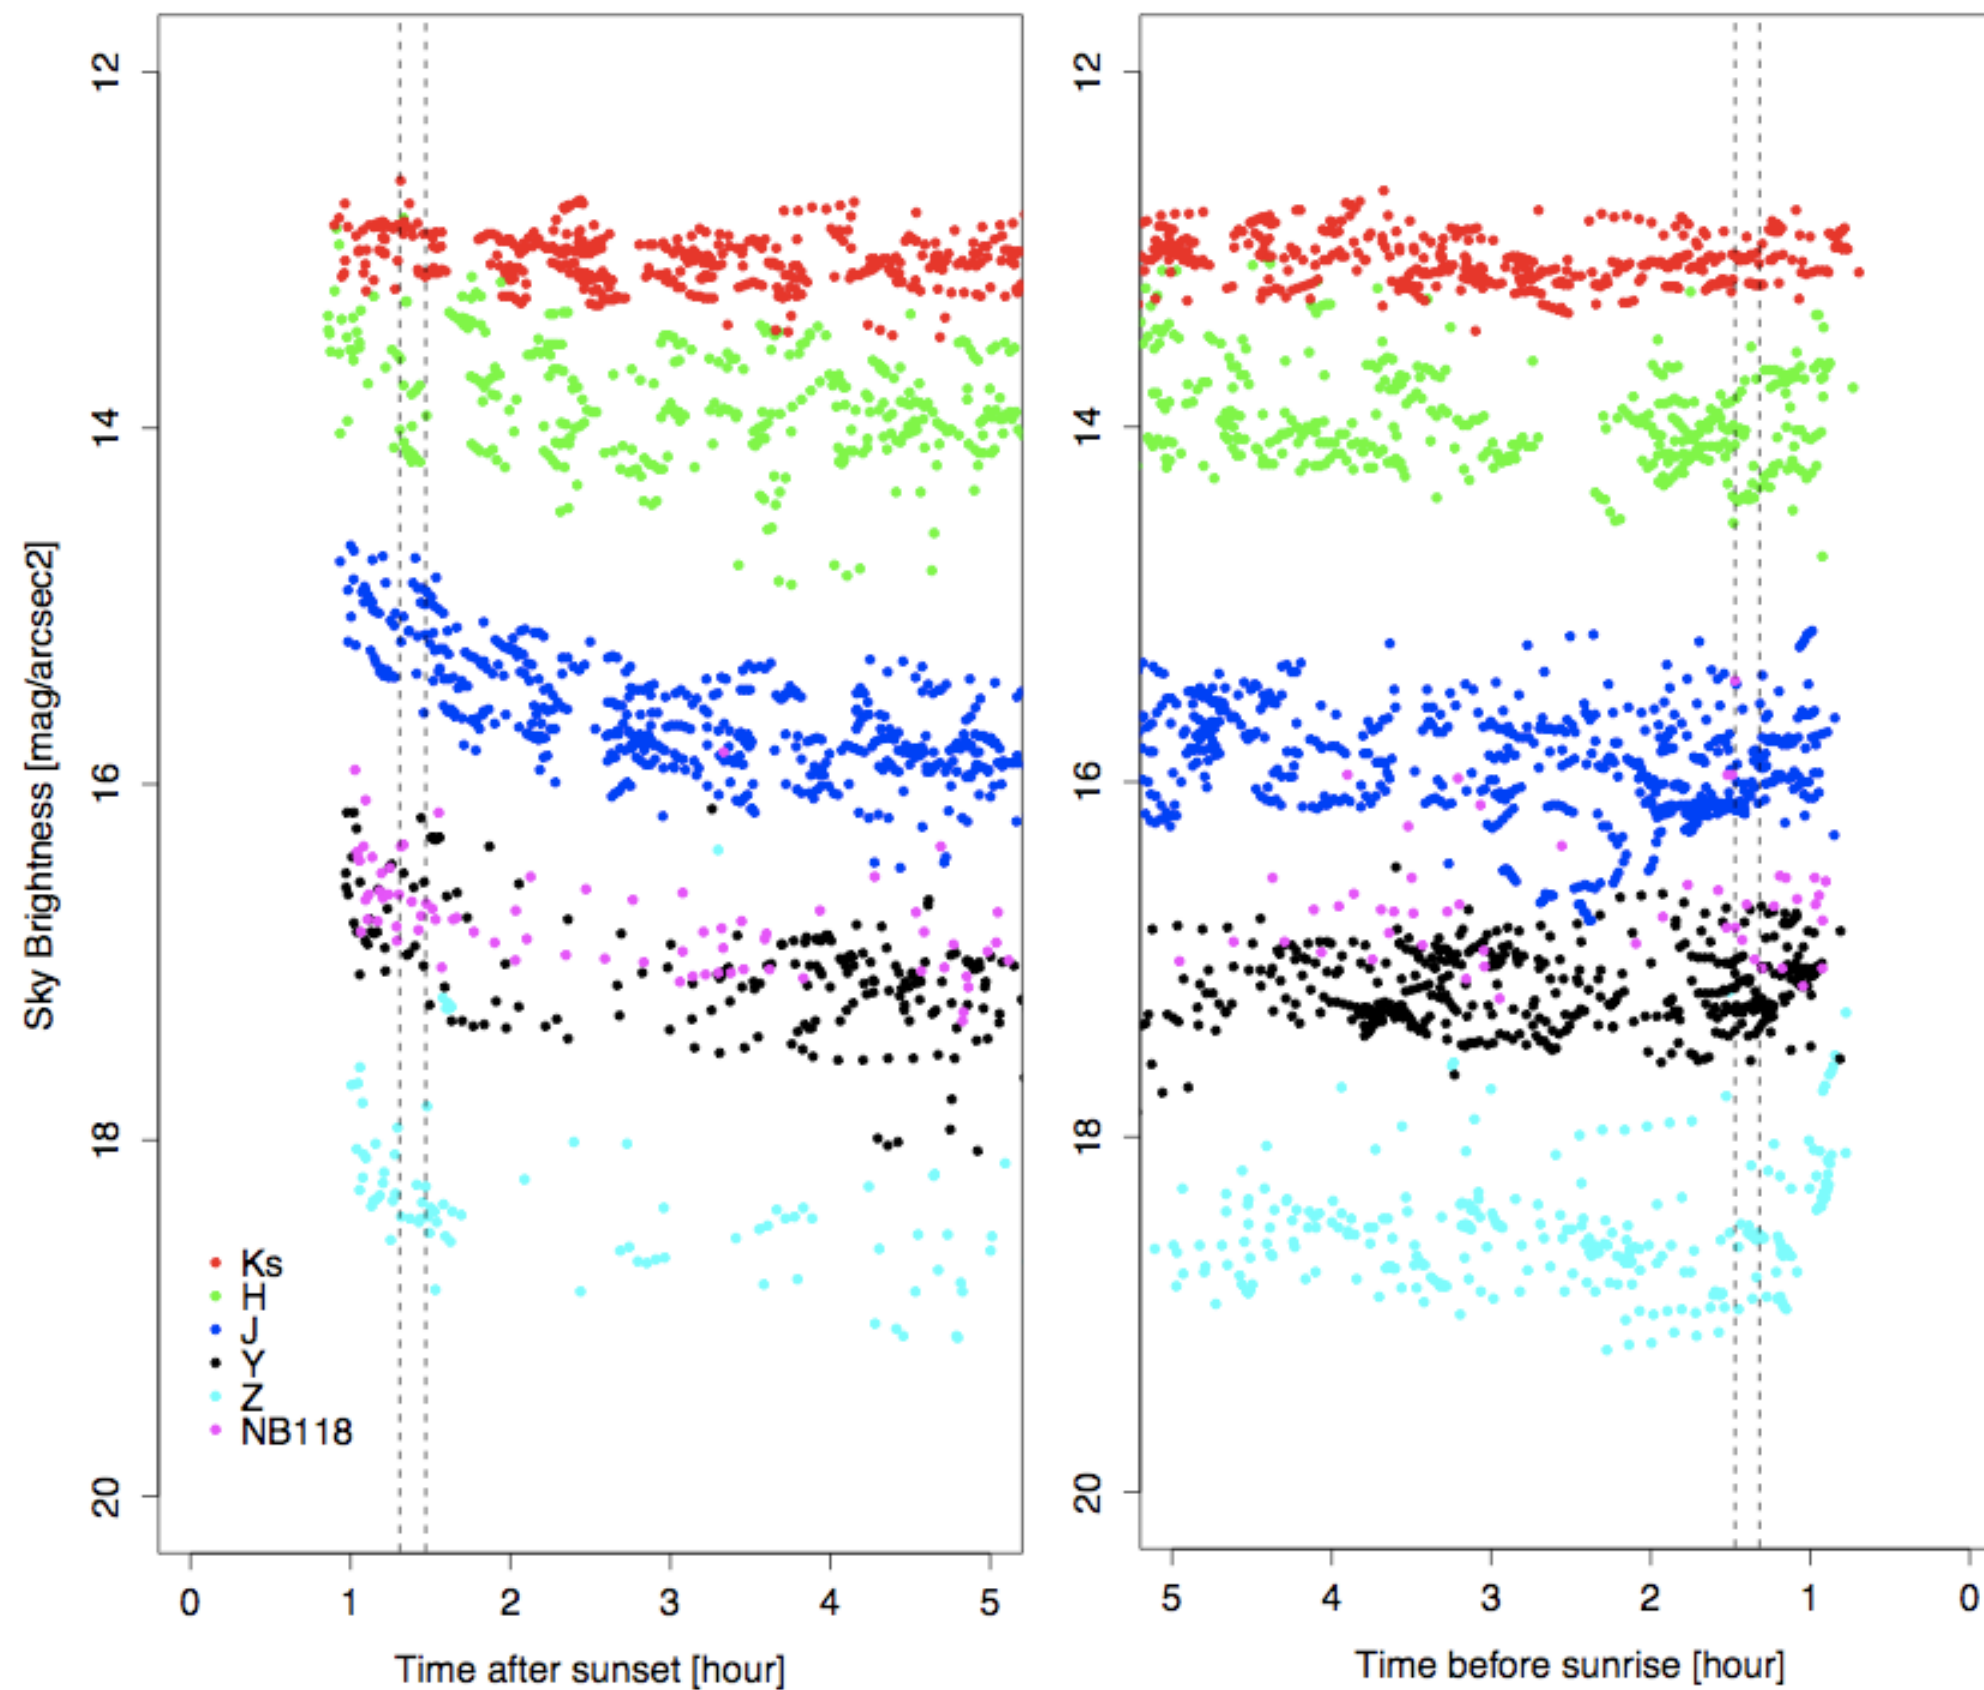 Sky Brightness [mag/arcsec2]
12
14
16
18
20
Ks
H
J
Y
Z
NB118
0 1 2 3 4 5
Time after sunset [hour]
12
14
16
18
20
5 4 3 2 1 0
Time before sunrise [hour]